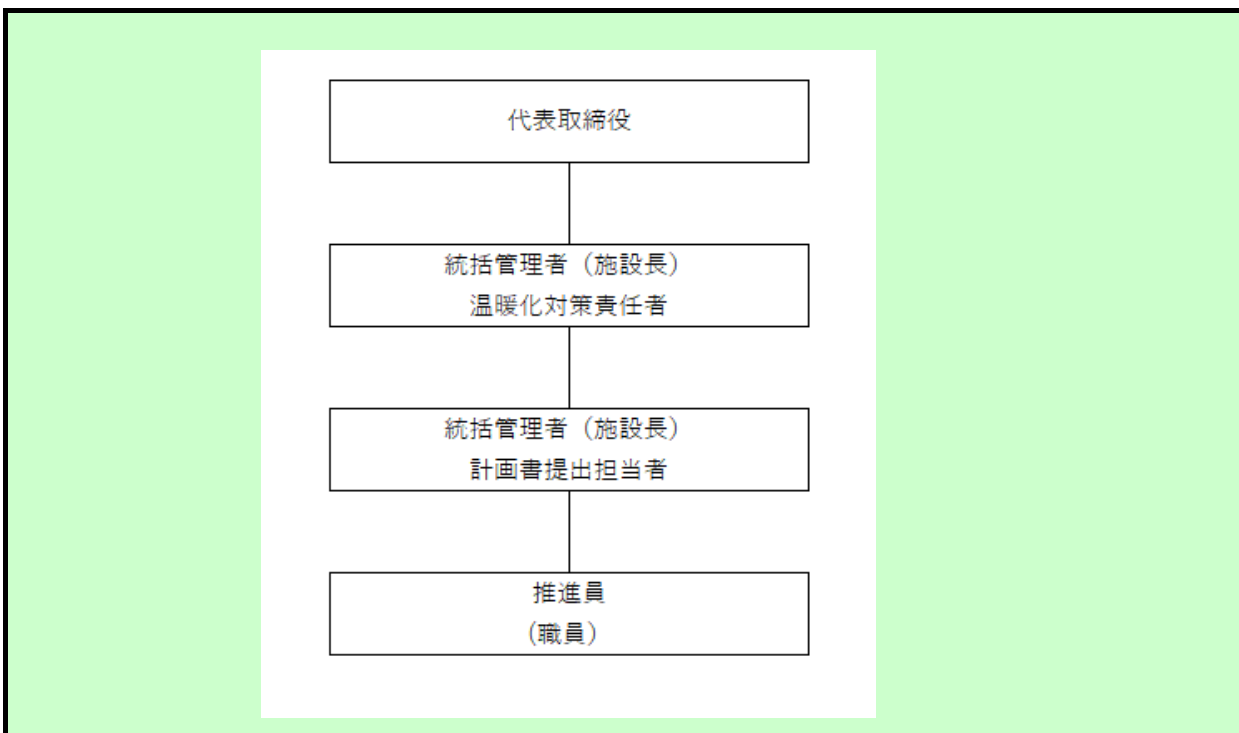 代表取締役
統括管理者（施設長）
温暖化対策責任者
統括管理者（施設長）
計画書提出担当者
推進員
（職員）